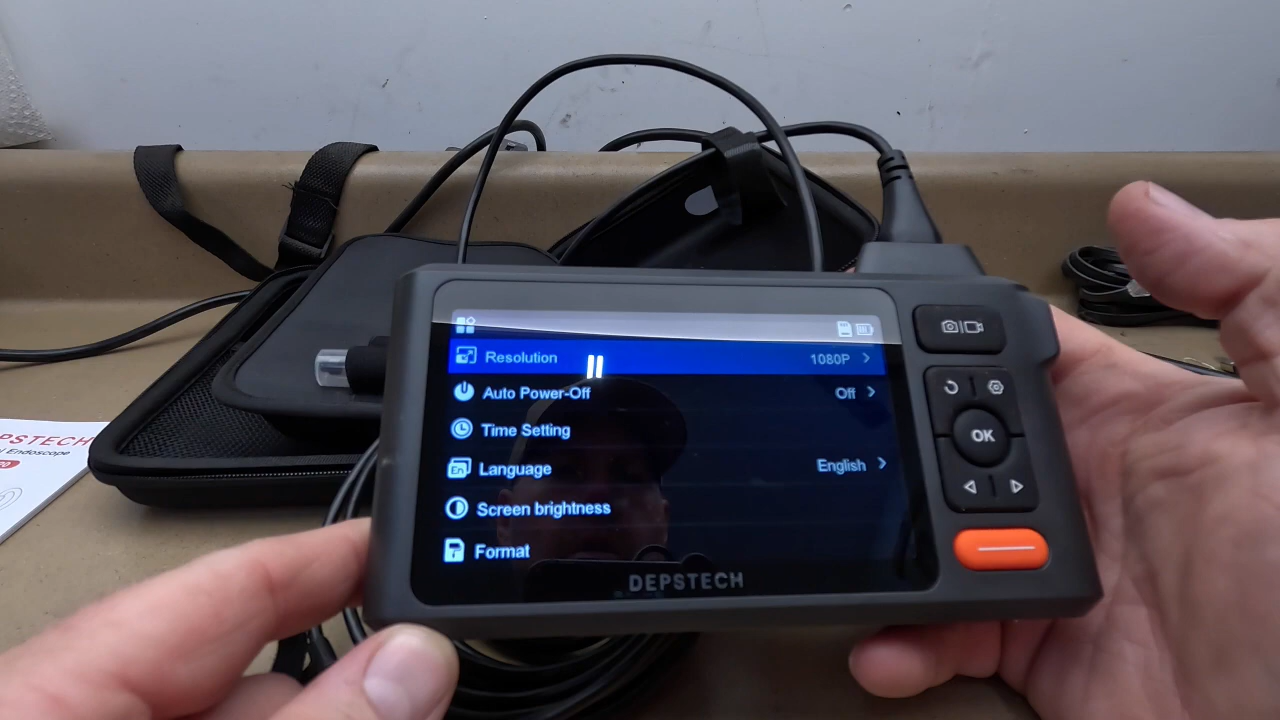 Resolution 1080P
Auto Power-Off Off
Time Setting
Language English
Screen brightness
Format
DEPSTECH
OK
PSTECH
Endoscope